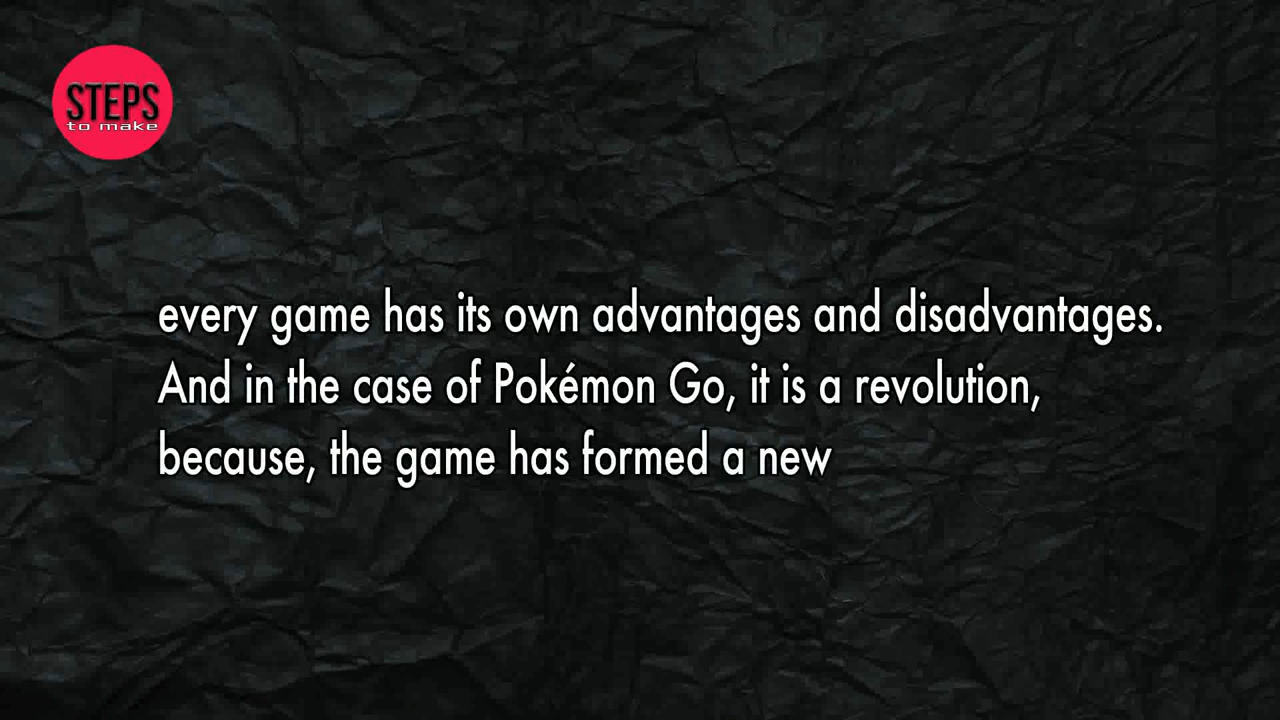 STEPS
to make
every game has its own advantages and disadvantages.
And in the case of Pokémon Go, it is a revolution,
because, the game has formed a new